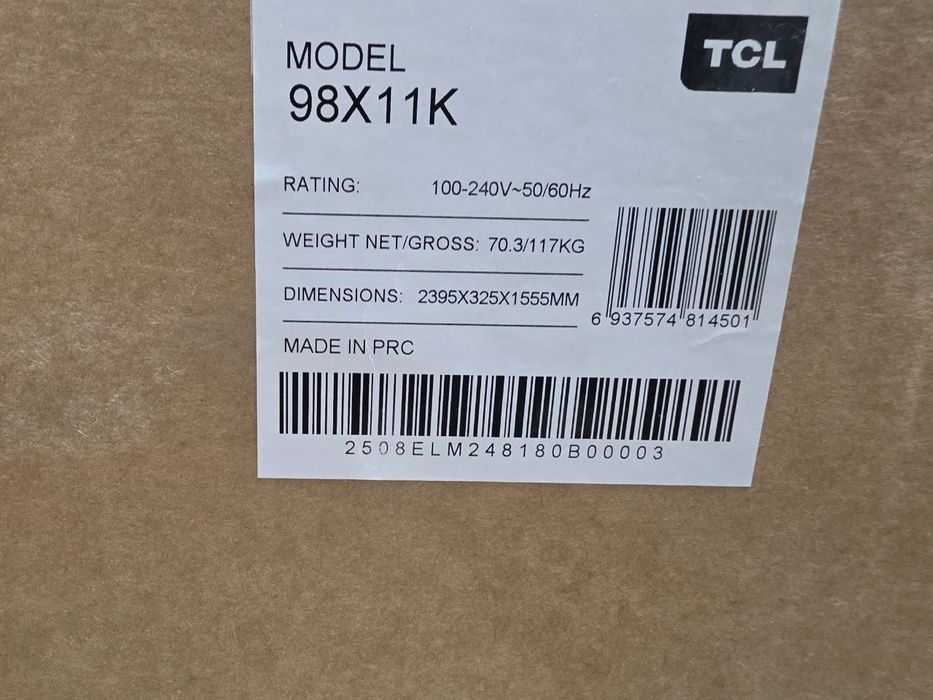 TCL
MODEL
98X11K
RATING: 100-240V~50/60Hz
WEIGHT NET/GROSS: 70.3/117KG
DIMENSIONS: 2395X325X1555MM
6 937574 814501
MADE IN PRC
2508ELM248180B00003